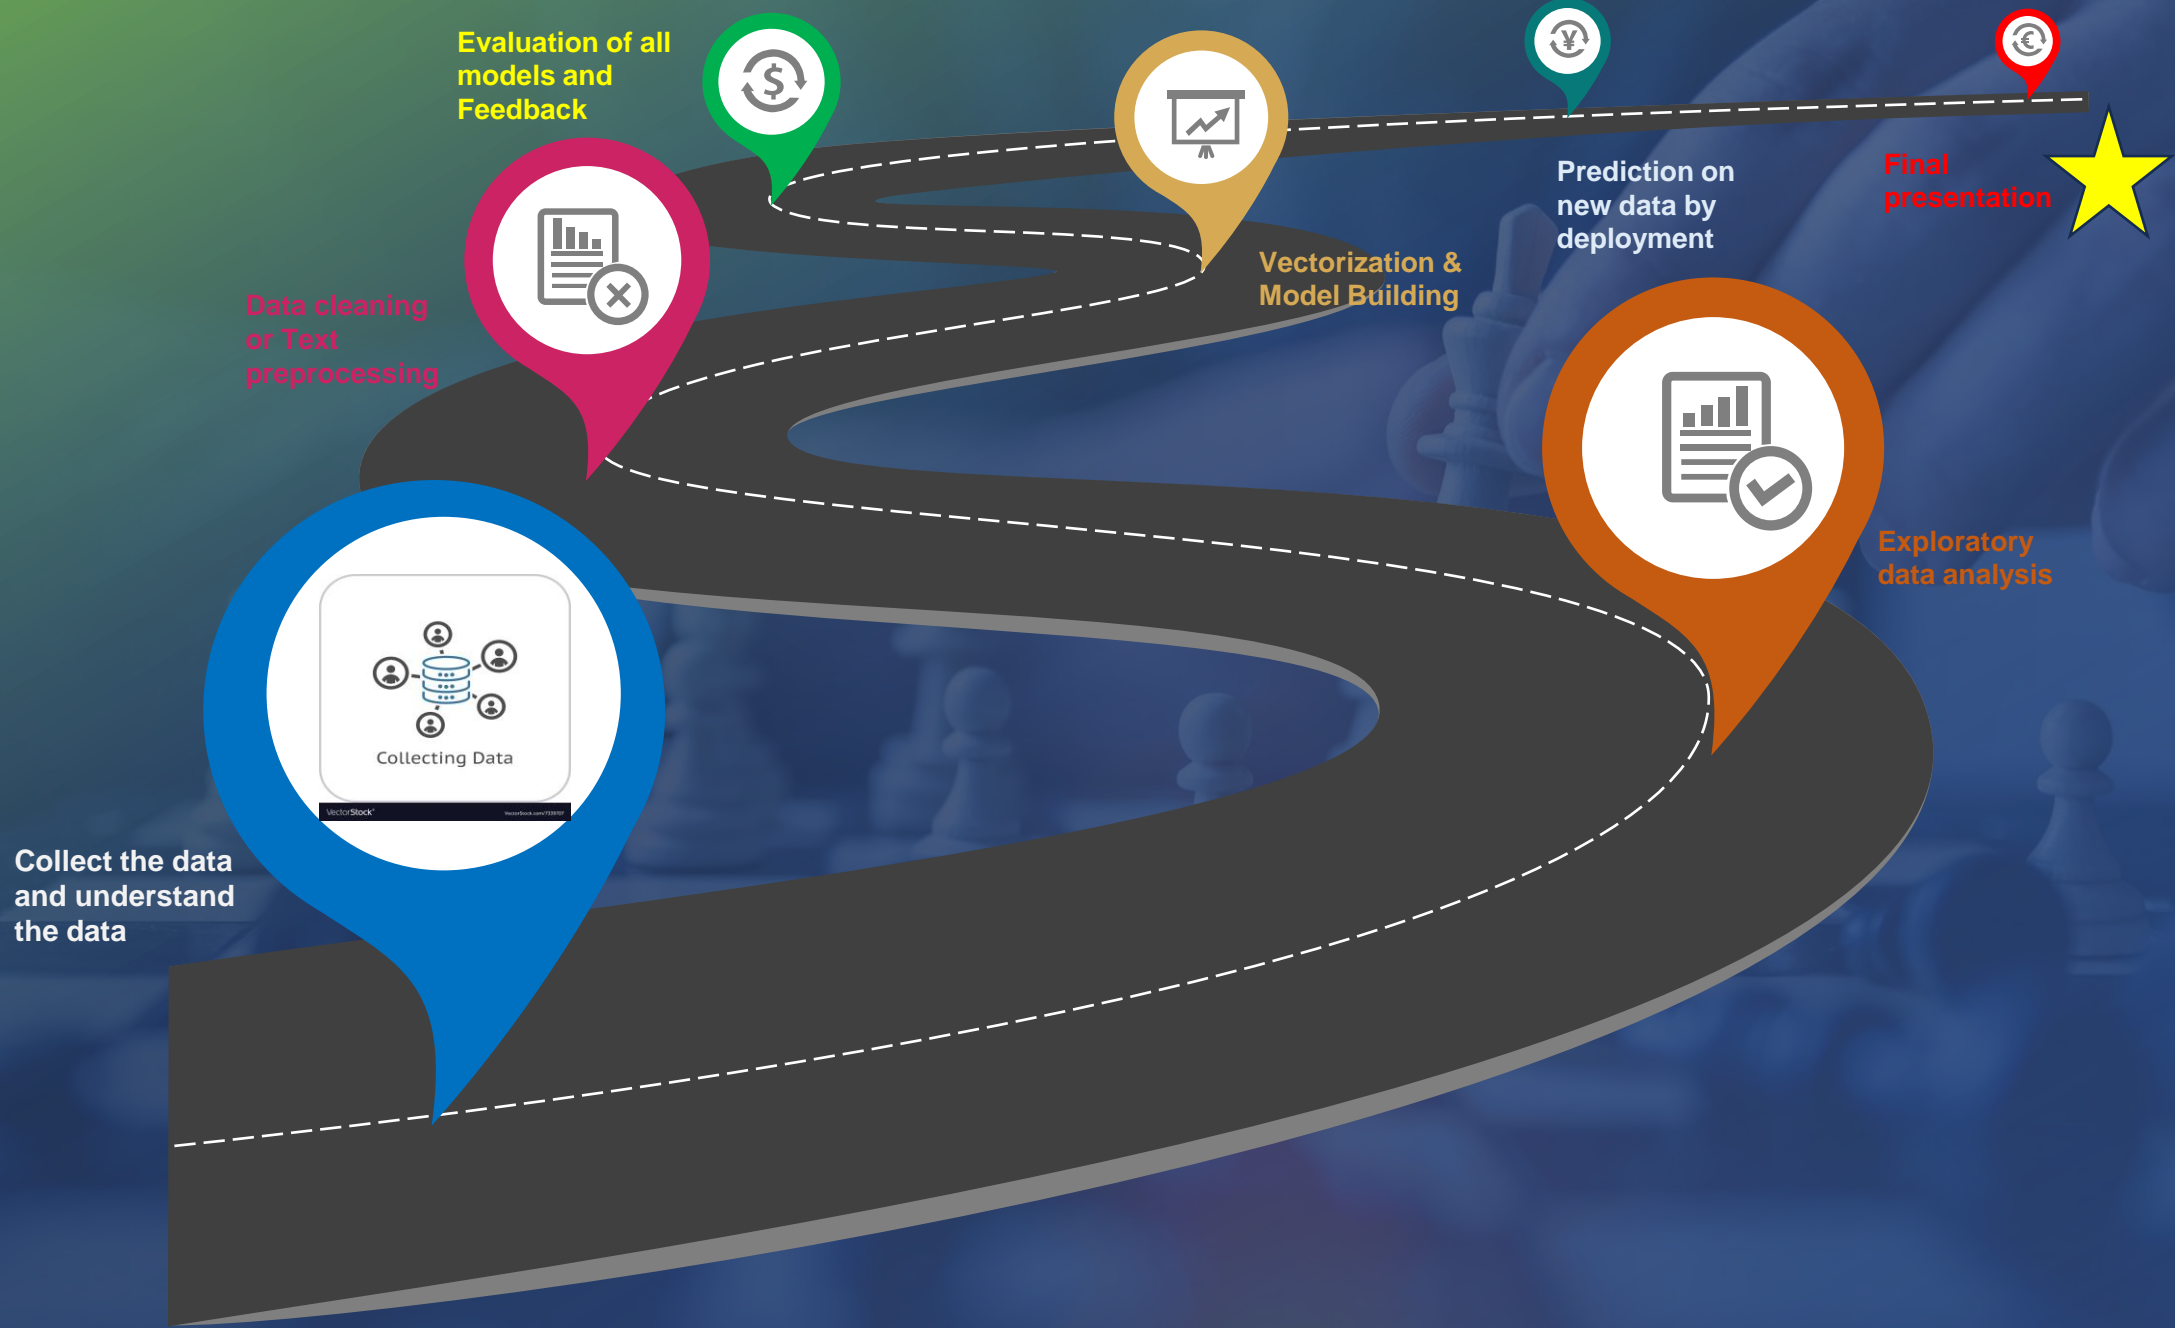 Evaluation of all
models and
Feedback
$
¥
€
Prediction on
new data by
deployment
Final
presentation
Vectorization &
Model Building
Data cleaning
or Text
preprocessing
Exploratory
data analysis
Collecting Data
VectorStock®
Collect the data
and understand
the data